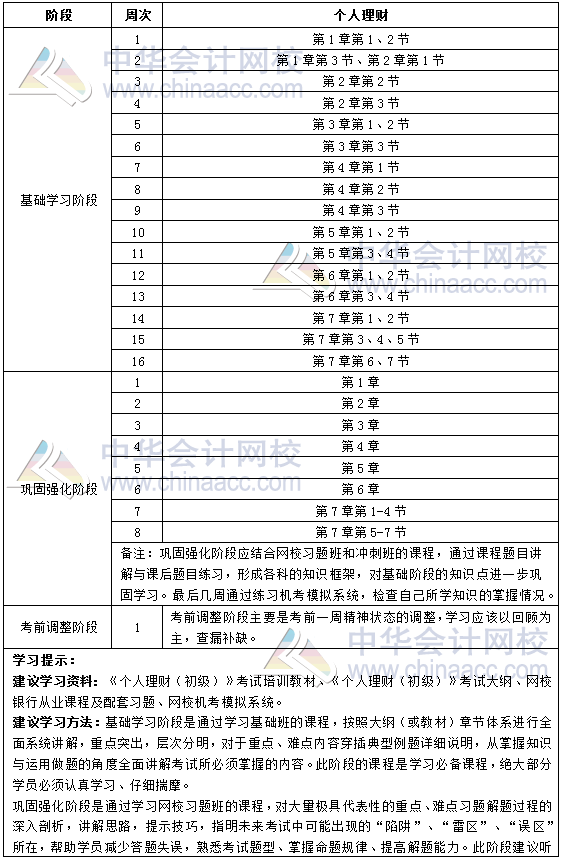 阶段 周次 个人理财
基础学习阶段
1 第1章第1、2节
2 第1章第3节、第2章第1节
3 第2章第2节
4 第2章第3节
5 第3章第1、2节
6 第3章第3节
7 第4章第1节
8 第4章第2节
9 第4章第3节
10 第5章第1、2节
11 第5章第3、4节
12 第6章第1、2节
13 第6章第3、4节
14 第7章第1、2节
15 第7章第3、4、5节
16 第7章第6、7节
巩固强化阶段
1 第1章
2 第2章
3 第3章
4 第4章
5 第5章
6 第6章
7 第7章第1-4节
8 第7章第5-7节
备注：巩固强化阶段应结合网校习题班和冲刺班的课程，通过课程题目讲
解与课后题目练习，形成各科的知识框架，对基础阶段的知识点进一步巩
固学习。最后几周通过练习机考模拟系统，检查自己所学知识的掌握情况。
考前调整阶段 1 考前调整阶段主要是考前一周精神状态的调整，学习应该以回顾为
主，查漏补缺。
学习提示：
建议学习资料：《个人理财（初级）》考试培训教材、《个人理财（初级）》考试大纲、网校
银行从业课程及配套习题、网校机考模拟系统。
建议学习方法：基础学习阶段是通过学习基础班的课程，按照大纲（或教材）章节体系进行全
面系统讲解，重点突出，层次分明，对于重点、难点内容穿插典型例题详细说明，从掌握知识
与运用做题的角度全面讲解考试所必须掌握的内容。此阶段的课程是学习必备课程，绝大部分
学员必须认真学习、仔细揣摩。
巩固强化阶段是通过学习网校习题班的课程，对大量极具代表性的重点、难点习题解题过程的
深入剖析，讲解思路，提示技巧，指明未来考试中可能出现的“陷阱”、“雷区”、“误区”
所在，帮助学员减少答题失误，熟悉考试题型、掌握命题规律、提高解题能力。此阶段建议听
中华会计网校
www.chinaacc.com
中华会计网校
www.chinaacc.com
中华会计网校
www.chinaacc.com
中华会计网校
www.chinaacc.com